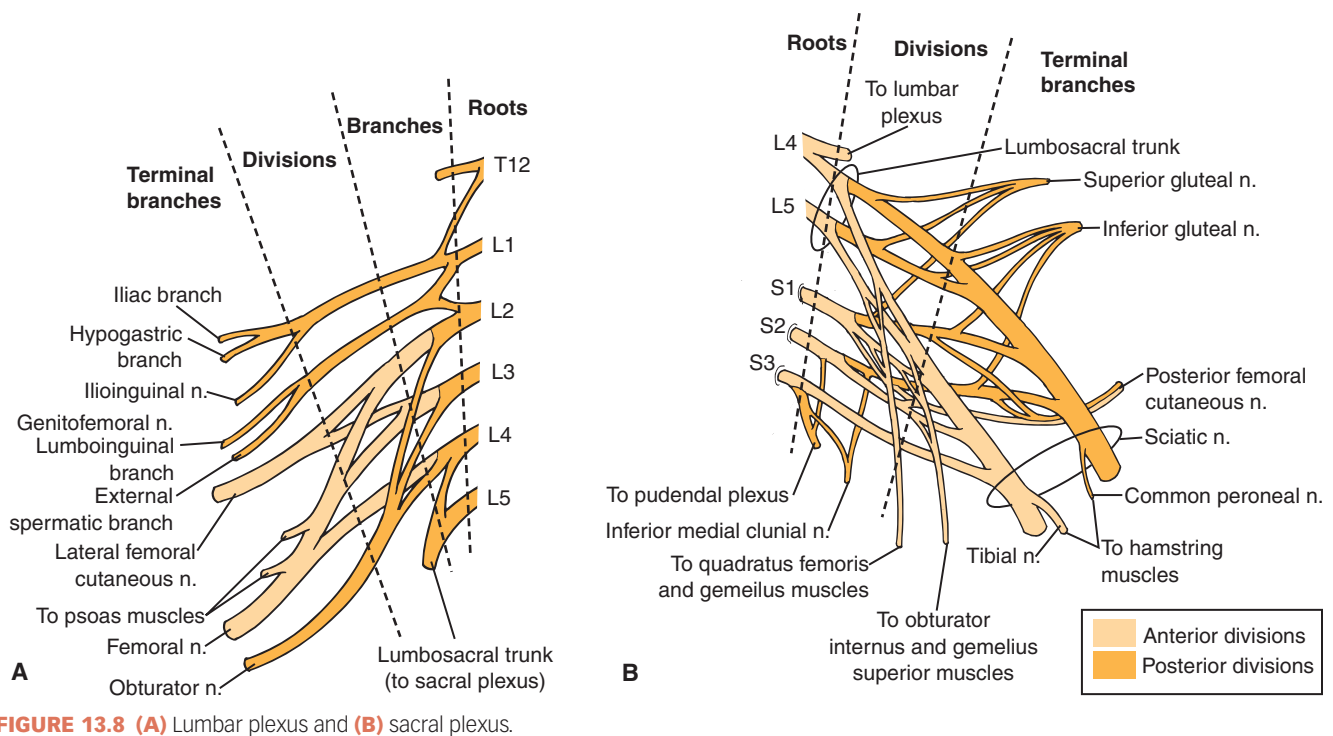 Roots
Branches
Divisions
Terminal
branches
T12
L1
L2
L3
L4
L5
Iliac branch
Hypogastric
branch
Ilioinguinal n.
Genitofemoral n.
Lumboinguinal
branch
External
spermatic branch
Lateral femoral
cutaneous n.
To psoas muscles
Femoral n.
Obturator n.
Lumbosacral trunk
(to sacral plexus)
A
Roots
Divisions
Terminal
branches
To lumbar
plexus
L4
Lumbosacral trunk
Superior gluteal n.
L5
Inferior gluteal n.
S1
S2
S3
Posterior femoral
cutaneous n.
Sciatic n.
Common peroneal n.
To pudendal plexus
Inferior medial clunial n.
To quadratus femoris
and gemeilus muscles
To obturator
internus and gemelius
superior muscles
Tibial n.
To hamstring
muscles
Anterior divisions
Posterior divisions
B
FIGURE 13.8 (A) Lumbar plexus and (B) sacral plexus.